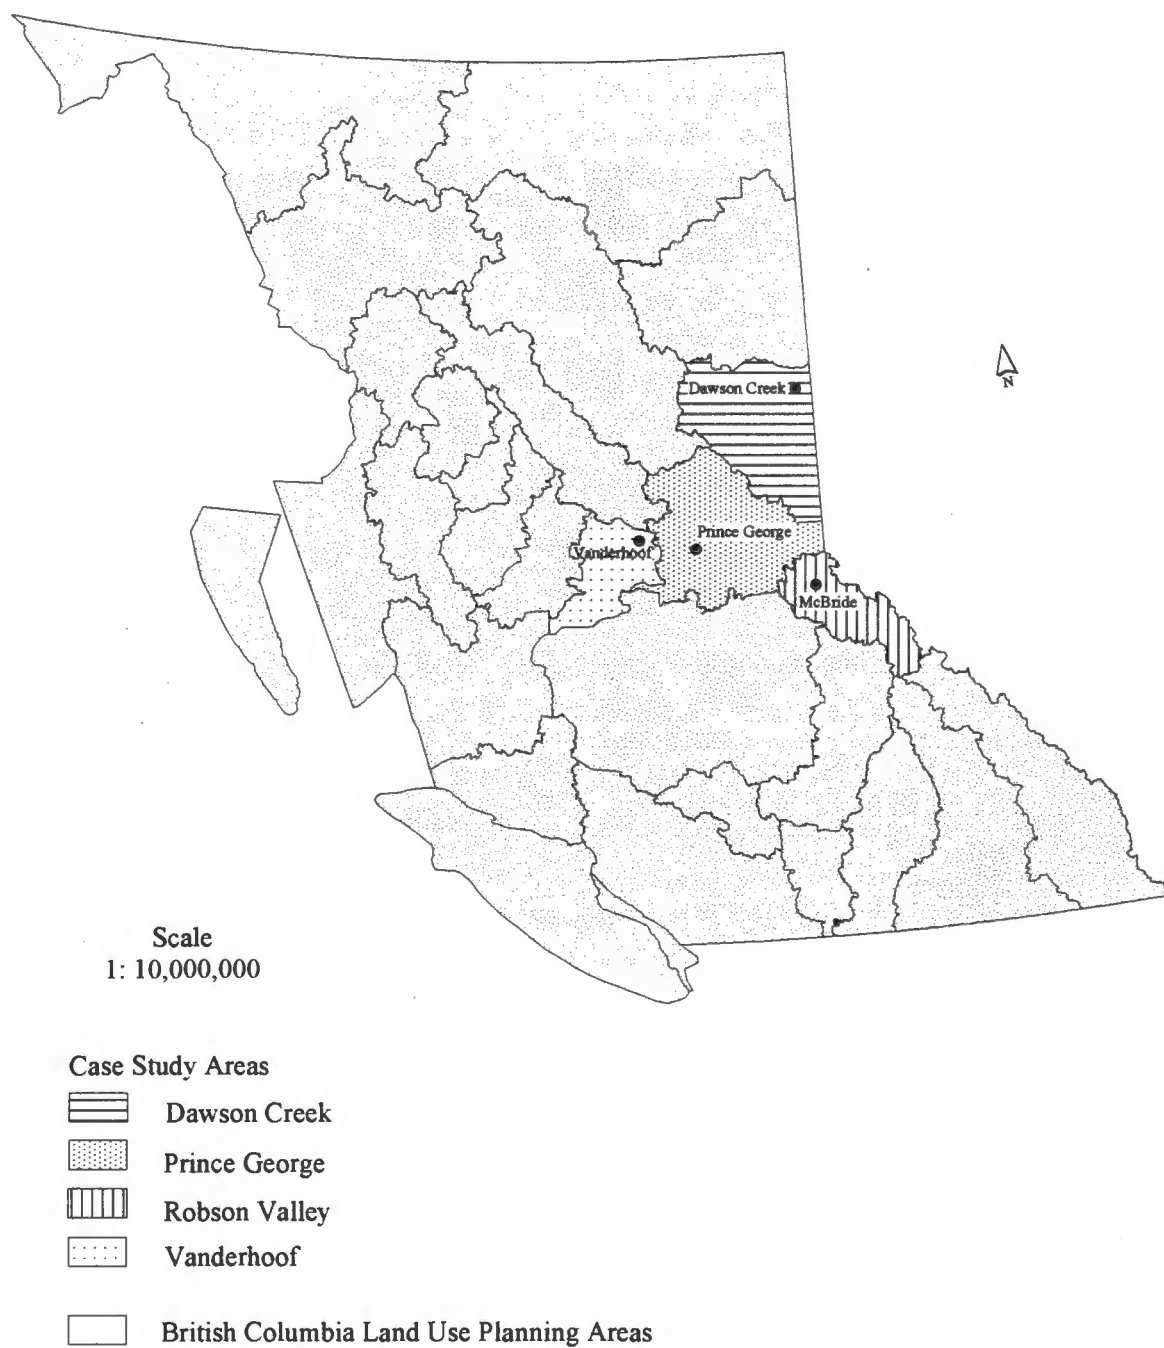 Dawson Creek
N
Prince George
Vanderhoof
McBride
Scale
1: 10,000,000
Case Study Areas
Dawson Creek
Prince George
Robson Valley
Vanderhoof
British Columbia Land Use Planning Areas